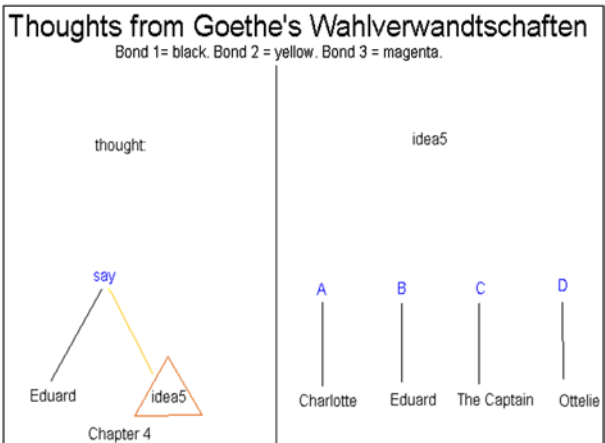 Thoughts from Goethe's Wahlverwandtschaften
Bond 1= black. Bond 2 = yellow. Bond 3 = magenta.
thought:
say
Eduard
idea5
Chapter 4
idea5
A B C D
Charlotte Eduard The Captain Ottelie